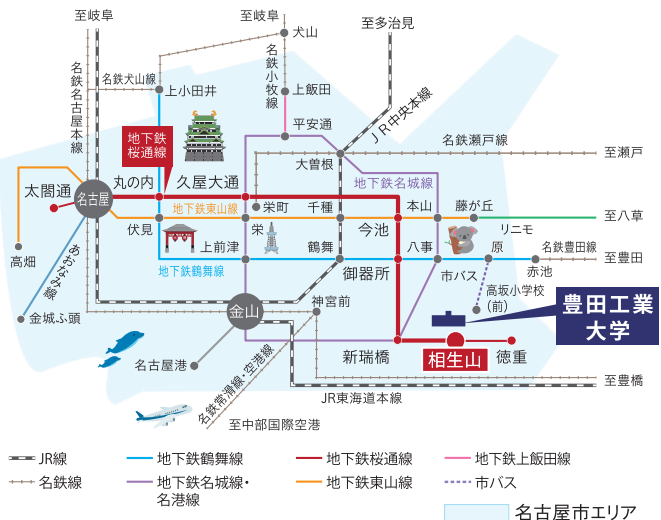 至岐阜
至岐阜
至多治見
犬山
名鉄小牧線
名鉄犬山線
名鉄名古屋本線
上小田井
上飯田
JR中央本線
平安通
地下鉄
桜通線
名鉄瀬戸線
至瀬戸
大曽根
太閤通
名古屋
丸の内
久屋大通
地下鉄名城線
地下鉄東山線
栄町
千種
本山
藤が丘
至八草
リニモ
伏見
栄
今池
高畑
あおなみ線
上前津
鶴舞
八事
原
名鉄豊田線
至豊田
地下鉄鶴舞線
御器所
市バス
赤池
高坂小学校
(前)
金城ふ頭
金山
神宮前
豊田工業
大学
名古屋港
新瑞橋
相生山
徳重
名鉄常滑線・空港線
至豊橋
JR東海道本線
至中部国際空港
JR線
地下鉄鶴舞線
地下鉄桜通線
地下鉄上飯田線
名鉄線
地下鉄名城線・
名港線
地下鉄東山線
市バス
名古屋市エリア